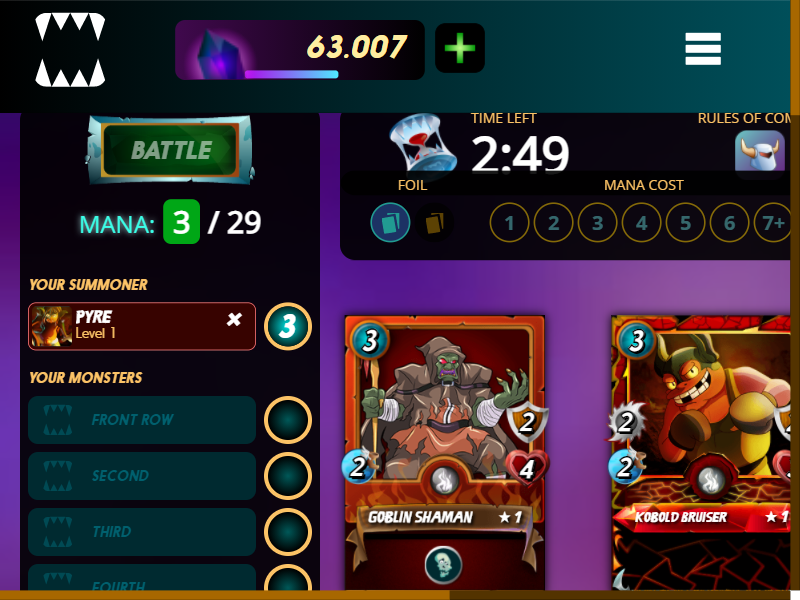 63.007
TIME LEFT
RULES OF COM
BATTLE
2:49
FOIL
MANA COST
MANA: 3 / 29
1 2 3 4 5 6 7+
YOUR SUMMONER
PYRE
Level 1
3
YOUR MONSTERS
FRONT ROW
SECOND
THIRD
FOURTH
3
2
2
4
GOBLIN SHAMAN ★ 1
3
2
2
KOBOLD BRUISER ★ 1